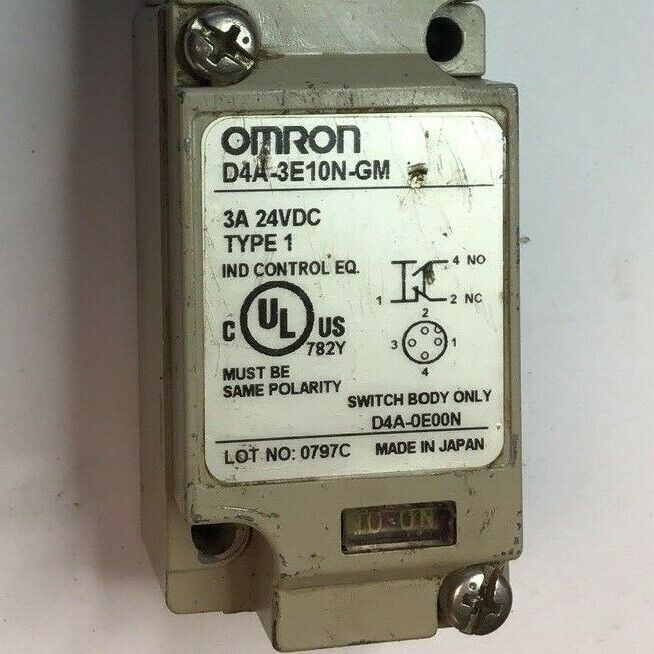 OMRON
D4A-3E10N-GM
3A 24VDC
TYPE 1
IND CONTROL EQ.
4 NO
1
2 NC
C UL US
782Y
2
3
1
4
MUST BE
SAME POLARITY
SWITCH BODY ONLY
D4A-0E00N
LOT NO: 0797C
MADE IN JAPAN